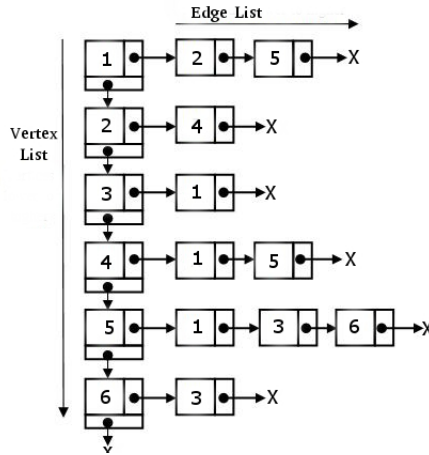 Edge List
1 2 5 X
Vertex
List
2 4 X
3 1 X
4 1 5 X
5 1 3 6 X
6 3 X
X